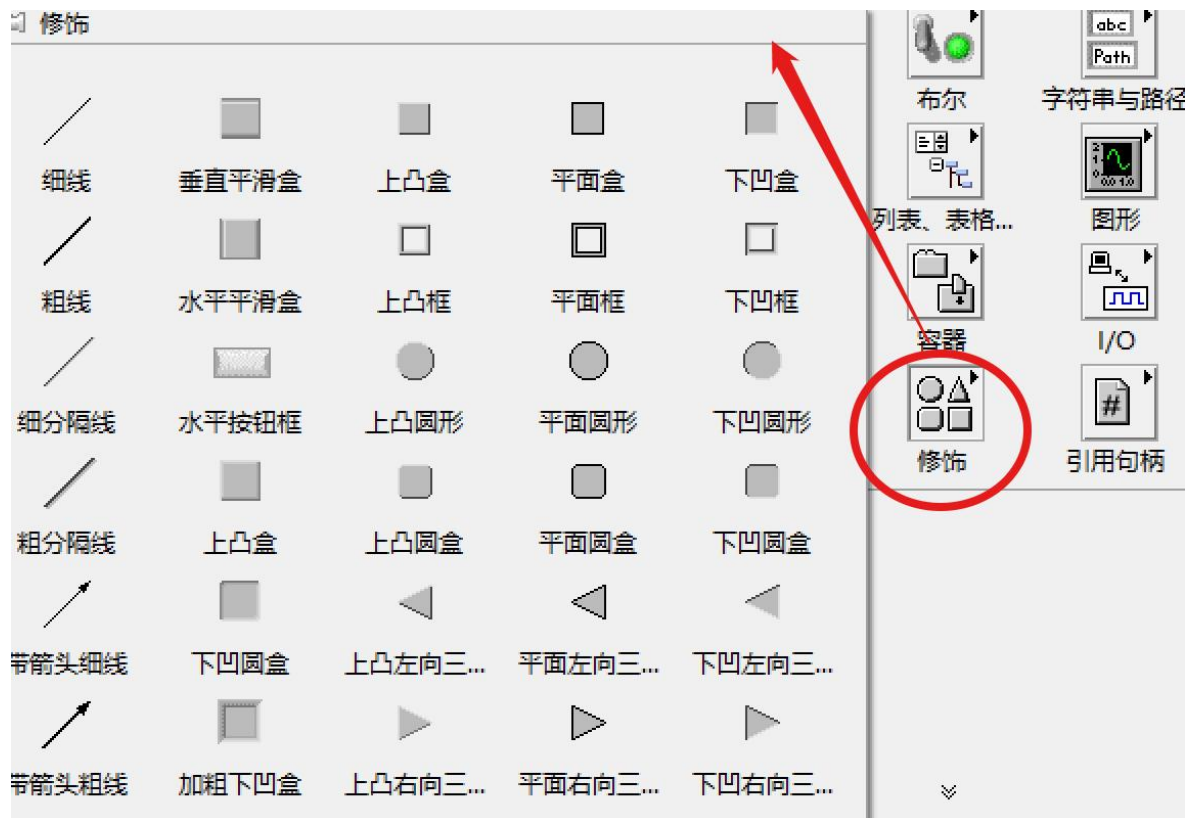 修饰
细线 垂直平滑盒 上凸盒 平面盒 下凹盒
粗线 水平平滑盒 上凸框 平面框 下凹框
细分隔线 水平按钮框 上凸圆形 平面圆形 下凹圆形
粗分隔线 上凸盒 上凸圆盒 平面圆盒 下凹圆盒
带箭头细线 下凹圆盒 上凸左向三... 平面左向三... 下凹左向三...
带箭头粗线 加粗下凹盒 上凸右向三... 平面右向三... 下凹右向三...
abc
Path
布尔 字符串与路径
列表、表格... 图形
容器 I/O
#
修饰 引用句柄